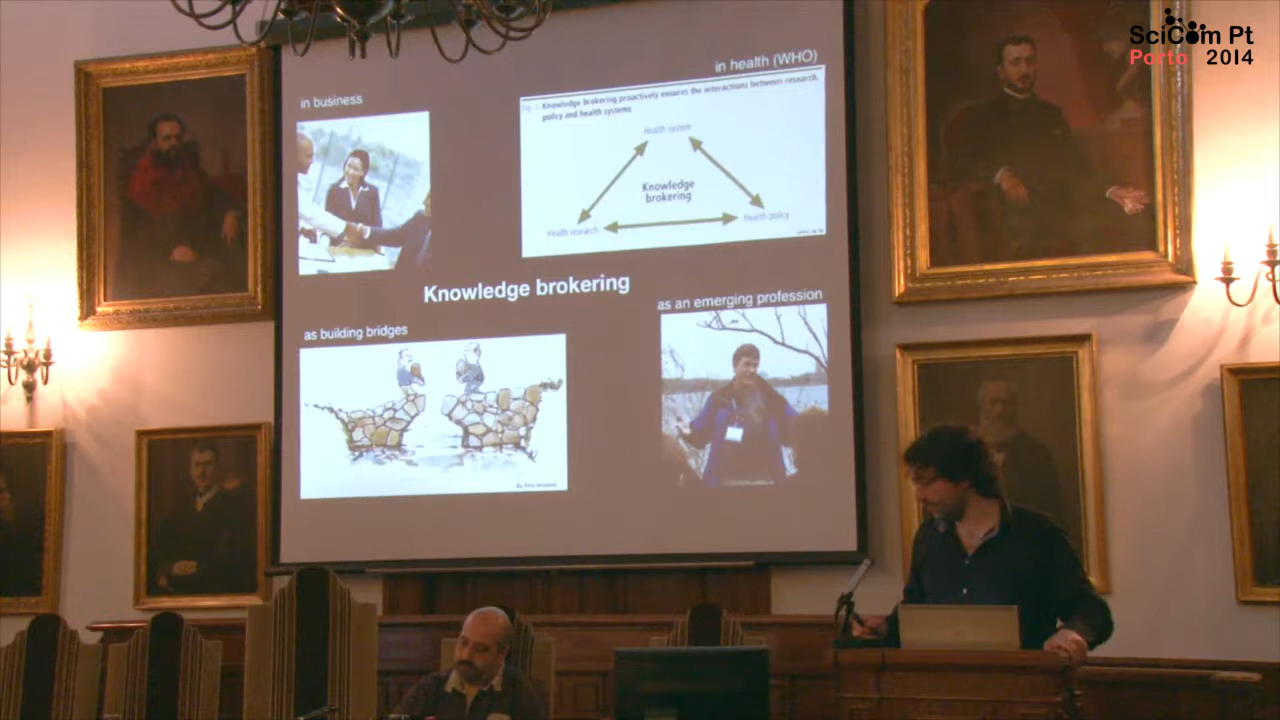 SciCom Pt
Porto 2014
in health (WHO)
in business
Knowledge brokering proactively ensures the interactions between research,
policy and health systems
Health system
Knowledge
brokering
Health policy
Health research
Knowledge brokering
as an emerging profession
as building bridges